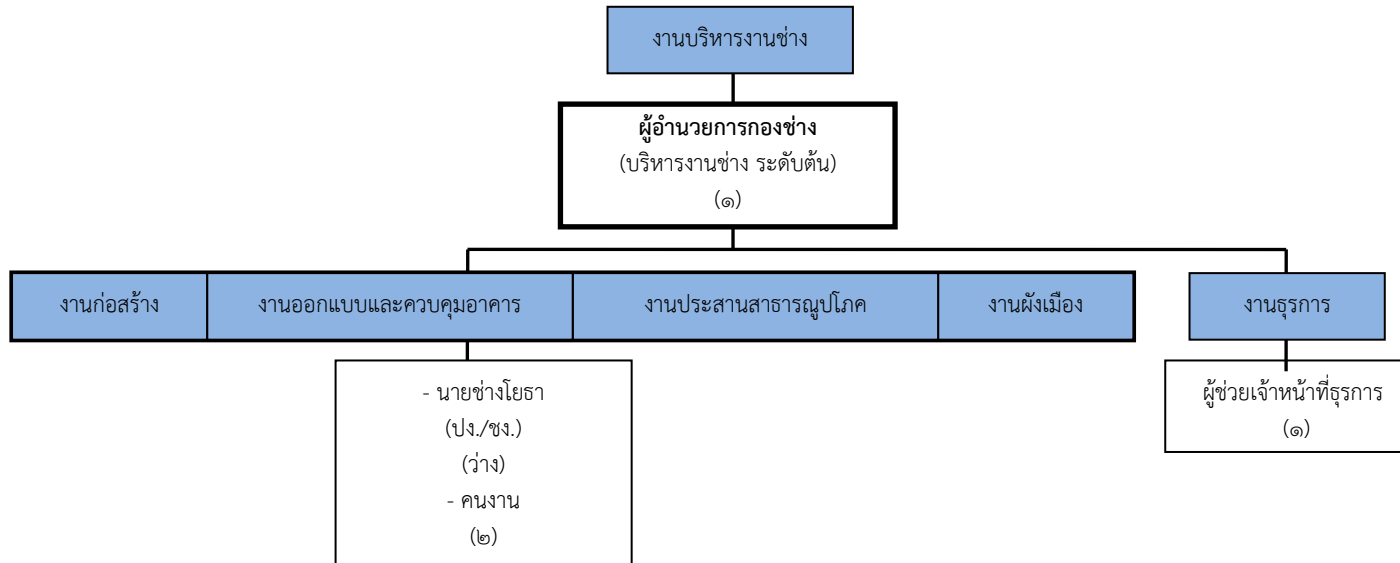 งานบริหารงานช่าง
ผู้อำนวยการกองช่าง
(บริหารงานช่าง ระดับต้น)
(๑)
งานก่อสร้าง
งานออกแบบและควบคุมอาคาร
งานประสานสาธารณูปโภค
งานผังเมือง
งานธุรการ
- นายช่างโยธา
(ปง./ชง.)
(ว่าง)
- คนงาน
(๒)
ผู้ช่วยเจ้าหน้าที่ธุรการ
(๑)